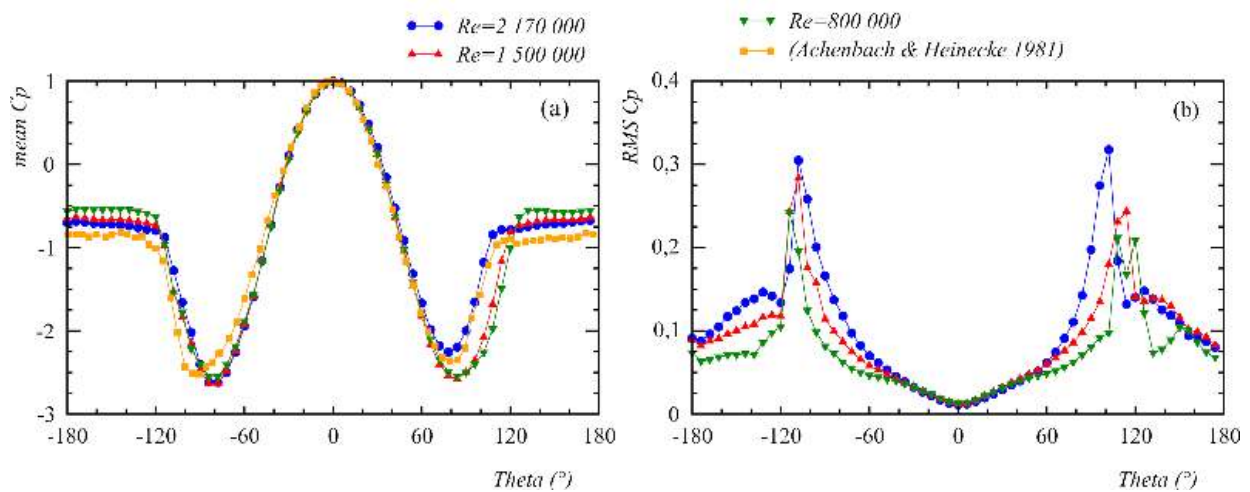 Re=2 170 000
Re=1 500 000
Re=800 000
(Achenbach & Heinecke 1981)
mean Cp
1
0
-1
-2
-3
(a)
-180 -120 -60 0 60 120 180
Theta (°)
RMS Cp
0,4
0,3
0,2
0,1
0
(b)
-180 -120 -60 0 60 120 180
Theta (°)